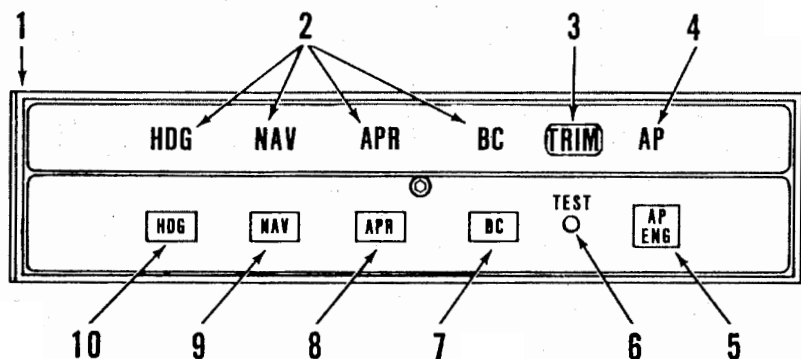 1 2 3 4
HDG NAV APR BC TRIM AP
TEST
HDG NAV APR BC AP
ENG
10 9 8 7 6 5